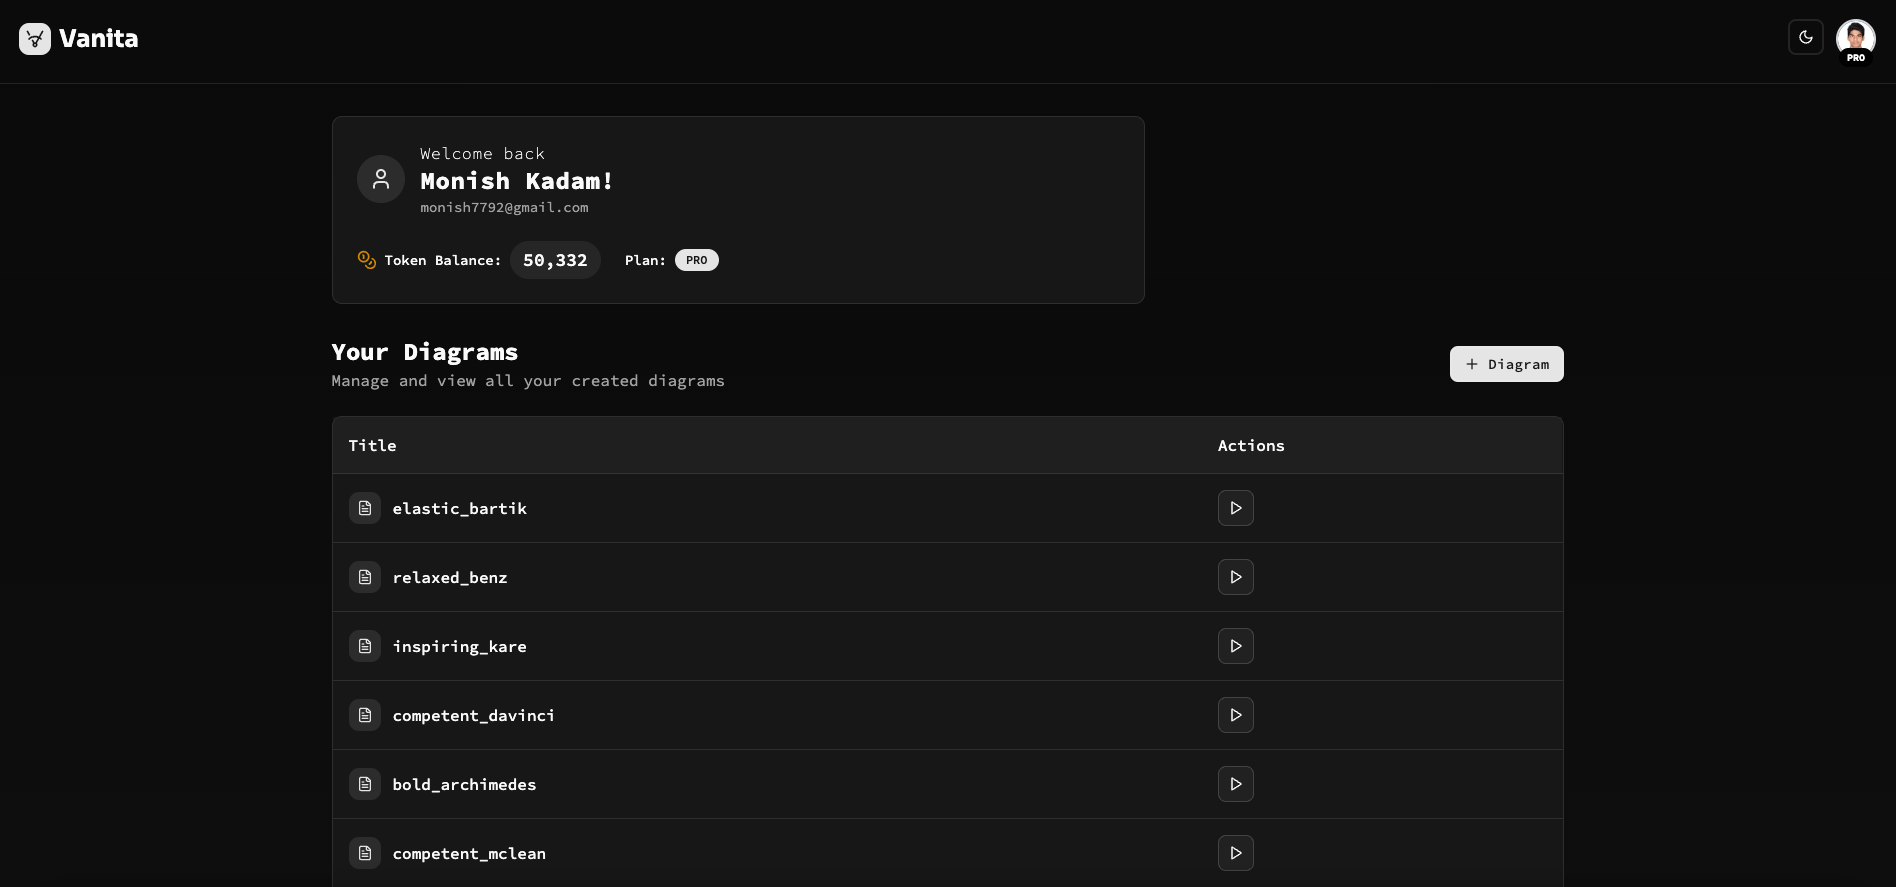 Vanita
PRO
Welcome back
Monish Kadam!
monish7792@gmail.com
Token Balance: 50,332 Plan: PRO
Your Diagrams
Manage and view all your created diagrams
+ Diagram
Title Actions
elastic_bartik
relaxed_benz
inspiring_kare
competent_davinci
bold_archimedes
competent_mclean